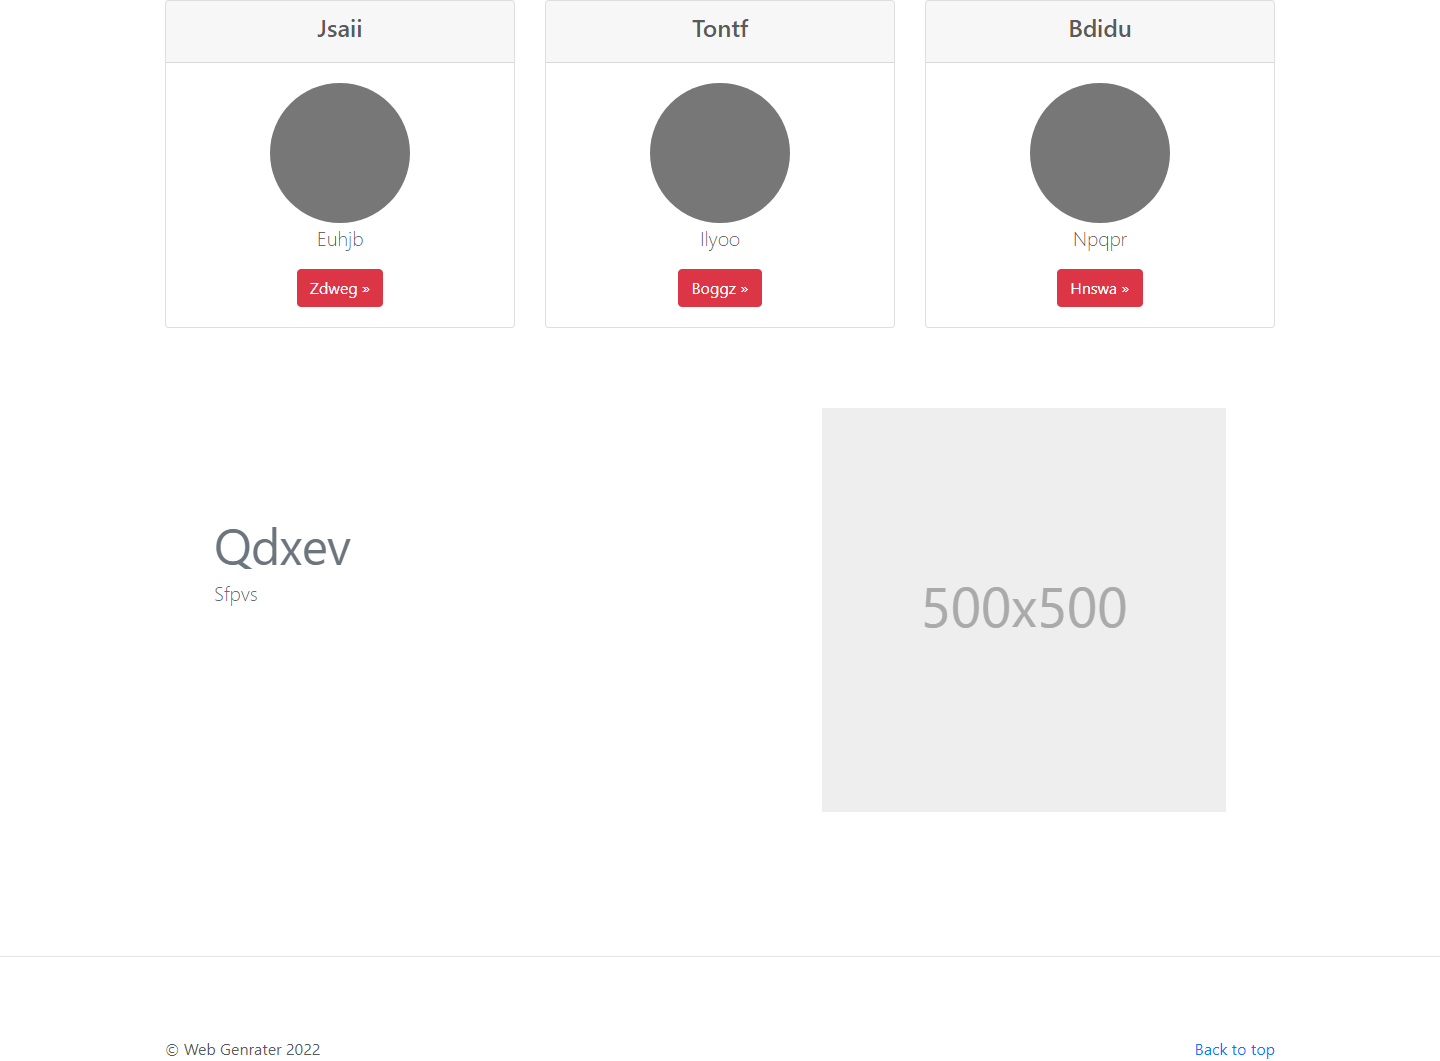 Jsaii
Tontf
Bdidu
Euhjb
Ilyoo
Npqpr
Zdweg »
Boggz »
Hnswa »
Qdxev
Sfpvs
500x500
© Web Genrater 2022
Back to top